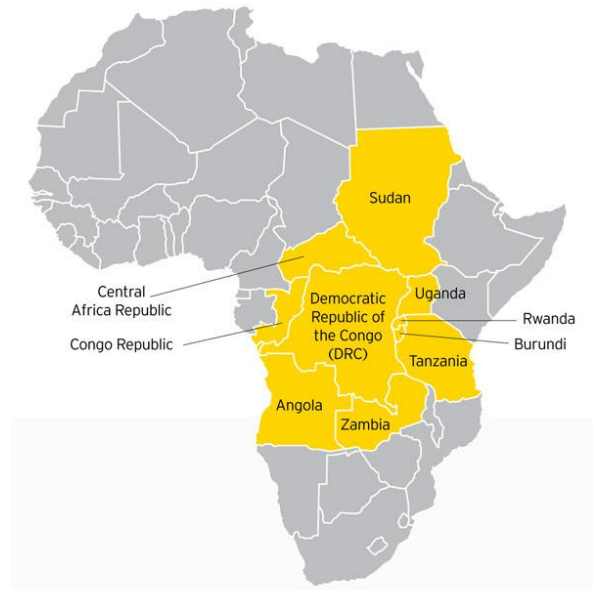 Sudan
Central
Africa Republic
Uganda
Democratic
Republic of
the Congo
(DRC)
Rwanda
Congo Republic
Burundi
Tanzania
Angola
Zambia